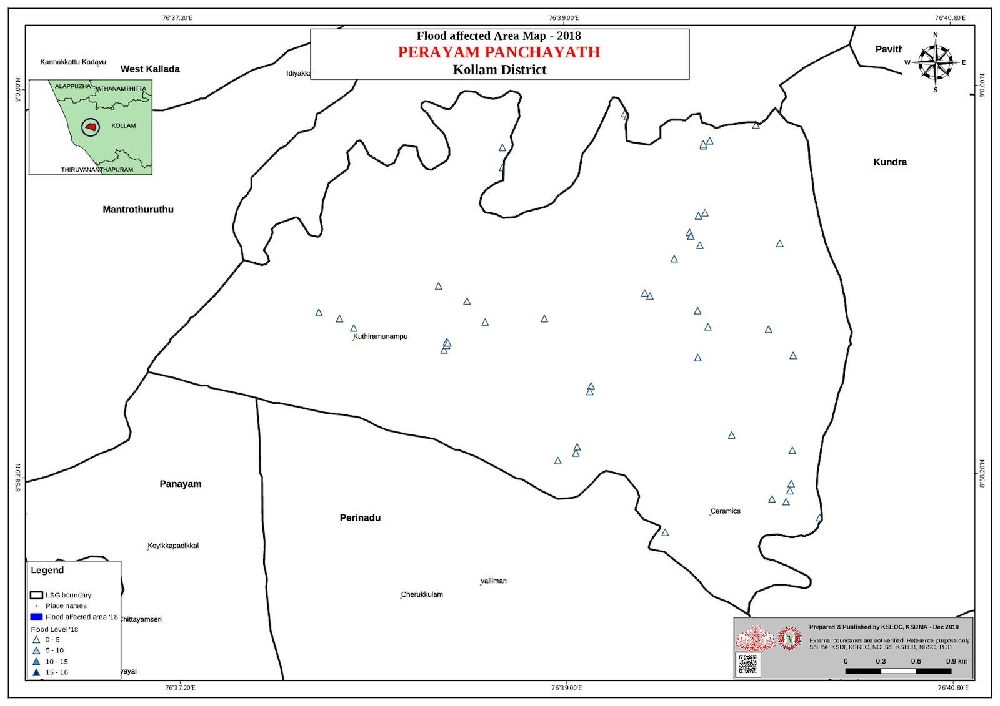 76°37.20'E
76°39.00'E
76°40.80'E
Flood affected Area Map - 2018
PERAYAM PANCHAYATH
Kollam District
Kannakkattu Kadavu
West Kallada
Idiyakka
Pavith
N
W
E
S
9°0.00'N
9°0.00'N
ALAPPUZHA
PATHANAMTHITTA
KOLLAM
THIRUVANANTHAPURAM
Kundra
Mantrothuruthu
Kuthiramunampu
8°58.20'N
8°58.20'N
Panayam
Perinadu
Ceramics
Koyikkapadikkal
valliman
Cherukkulam
Legend
LSG boundary
Place names
Flood affected area '18
Chittayamseri
Flood Level '18
0 - 5
5 - 10
10 - 15
15 - 16
vayal
Prepared & Published by KSEOC, KSDMA - Dec 2019
External boundaries are not verified. Reference purpose only
Source: KSDI, KSREC, NCESS, KSLUB, NRSC, PCB
0 0.3 0.6 0.9 km
76°37.20'E
76°39.00'E
76°40.80'E